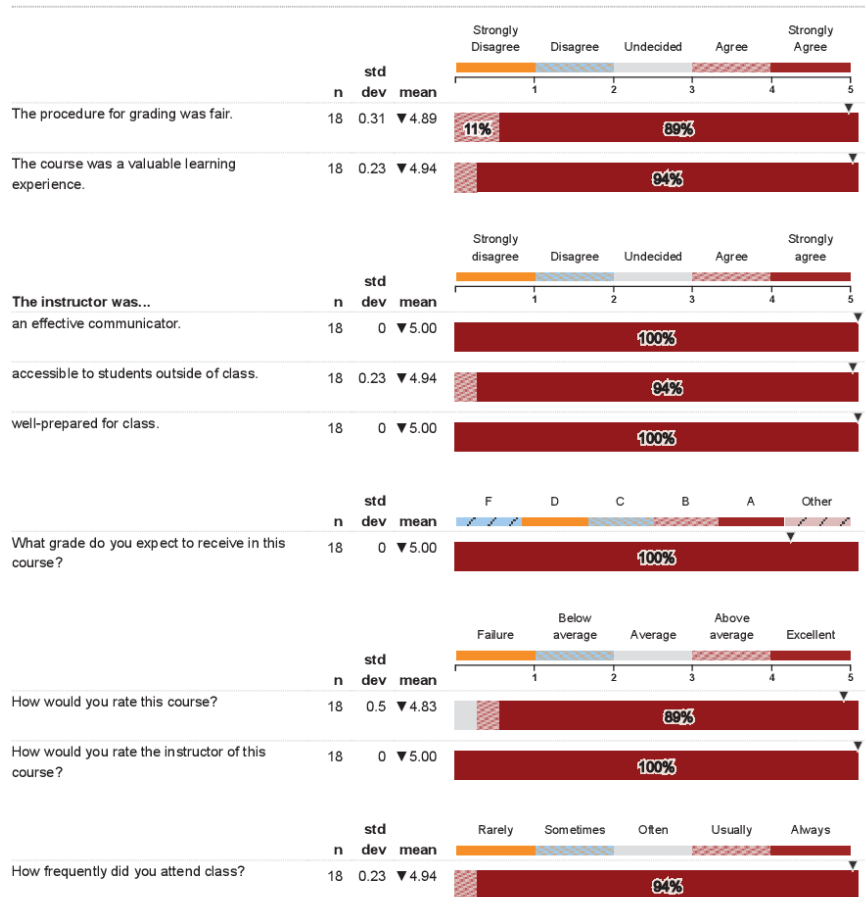 Strongly Disagree Disagree Undecided Agree Strongly Agree
std
n dev mean 1 2 3 4 5
The procedure for grading was fair. 18 0.31 ▼4.89 11% 89%
The course was a valuable learning experience. 18 0.23 ▼4.94 94%
Strongly disagree Disagree Undecided Agree Strongly agree
std
The instructor was... n dev mean 1 2 3 4 5
an effective communicator. 18 0 ▼5.00 100%
accessible to students outside of class. 18 0.23 ▼4.94 94%
well-prepared for class. 18 0 ▼5.00 100%
std F D C B A Other
n dev mean
What grade do you expect to receive in this course? 18 0 ▼5.00 100%
Failure Below average Average Above average Excellent
std
n dev mean 1 2 3 4 5
How would you rate this course? 18 0.5 ▼4.83 89%
How would you rate the instructor of this course? 18 0 ▼5.00 100%
std Rarely Sometimes Often Usually Always
n dev mean
How frequently did you attend class? 18 0.23 ▼4.94 94%